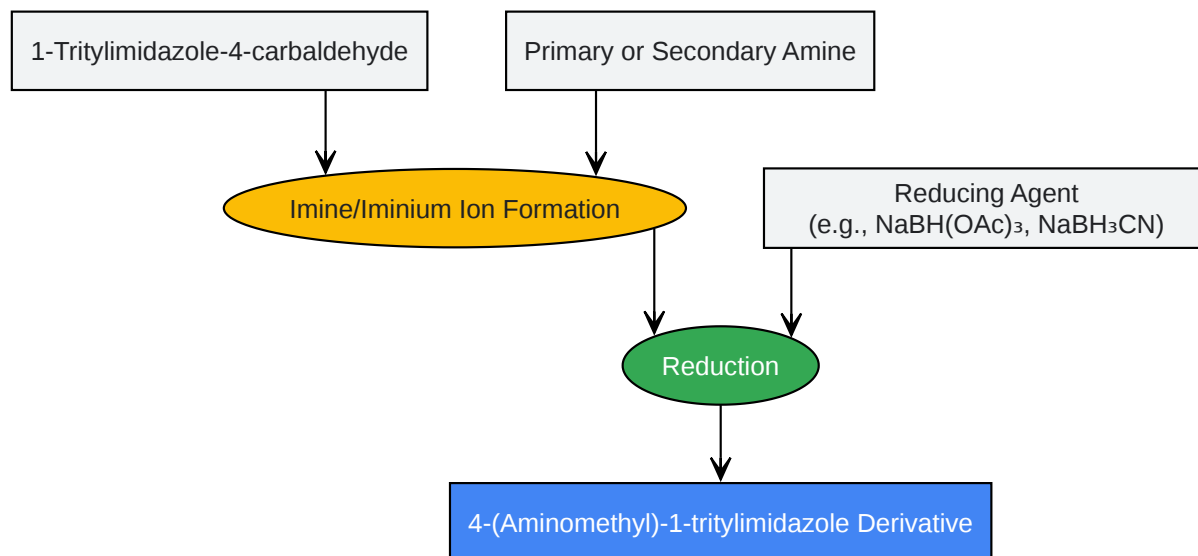 1-Tritylimidazole-4-carbaldehyde
Primary or Secondary Amine
Imine/Iminium Ion Formation
Reducing Agent
(e.g., NaBH(OAc)₃, NaBH₃CN)
Reduction
4-(Aminomethyl)-1-tritylimidazole Derivative